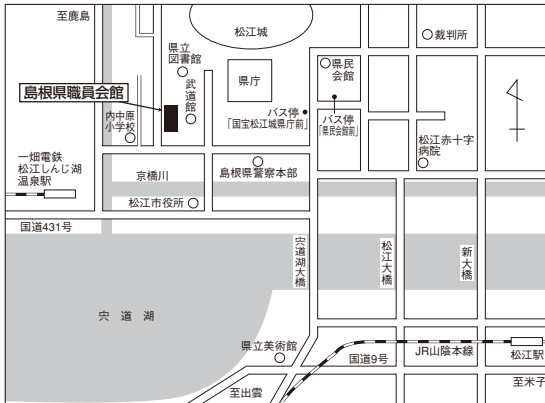 至鹿島
松江城
裁判所
県立
図書館
県庁
県民
会館
島根県職員会館
武道館
内中原
小学校
バス停
「国宝松江城県庁前」
バス停
「県民会館前」
松江赤十字
病院
一畑電鉄
松江しんじ湖
温泉駅
京橋川
島根県警察本部
松江市役所
国道431号
宍道湖大橋
松江大橋
新大橋
宍道湖
県立美術館
国道9号
JR山陰本線
松江駅
至出雲
至米子